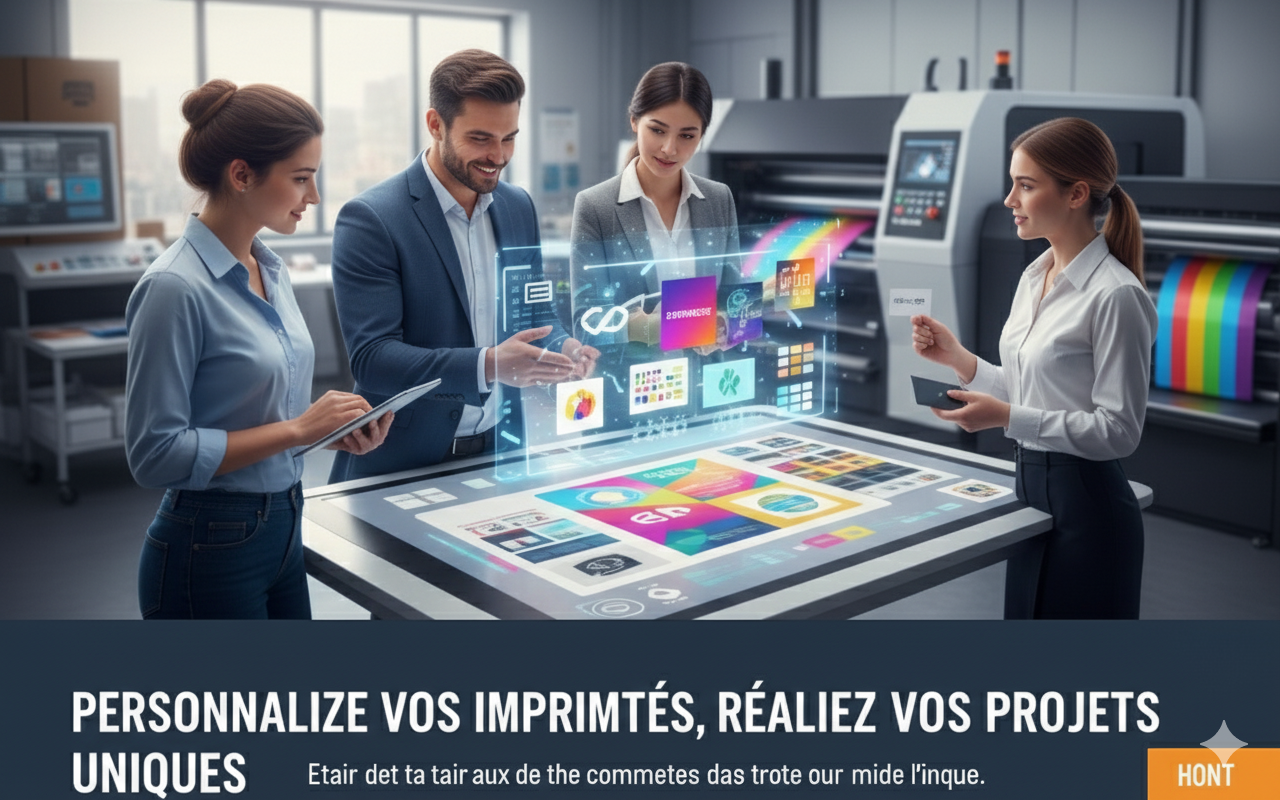 PERSONNALIZE VOS IMPRIMTÉS, RÉALIEZ VOS PROJETS
UNIQUES
Etair det ta tair aux de the commetes das trote our mide l'inque.
HONT